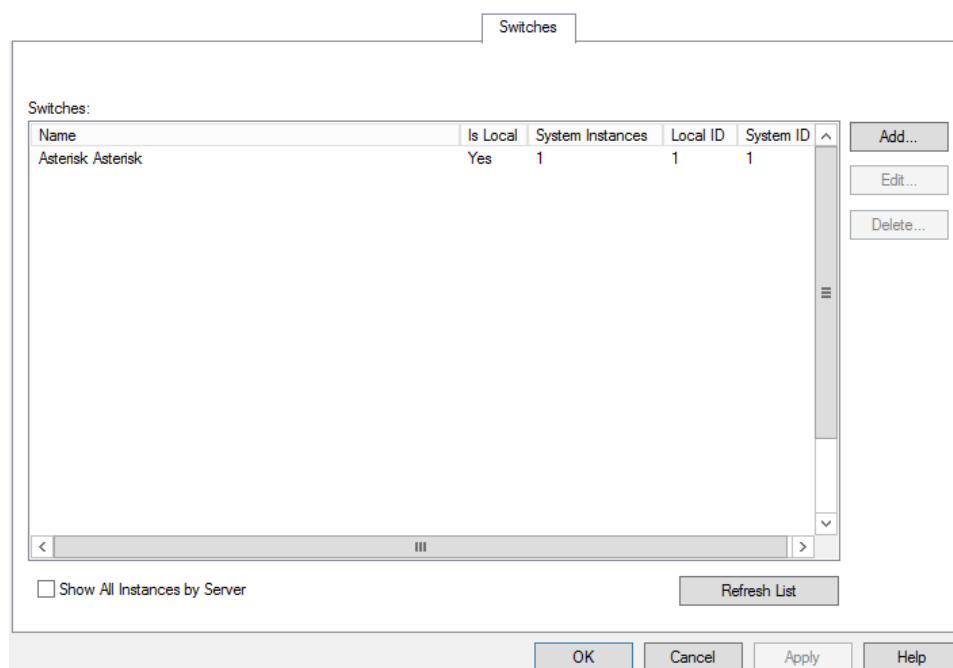 Switches
Switches:
Name Is Local System Instances Local ID System ID
Asterisk Asterisk Yes 1 1 1
Add...
Edit...
Delete...
Show All Instances by Server
Refresh List
OK Cancel Apply Help